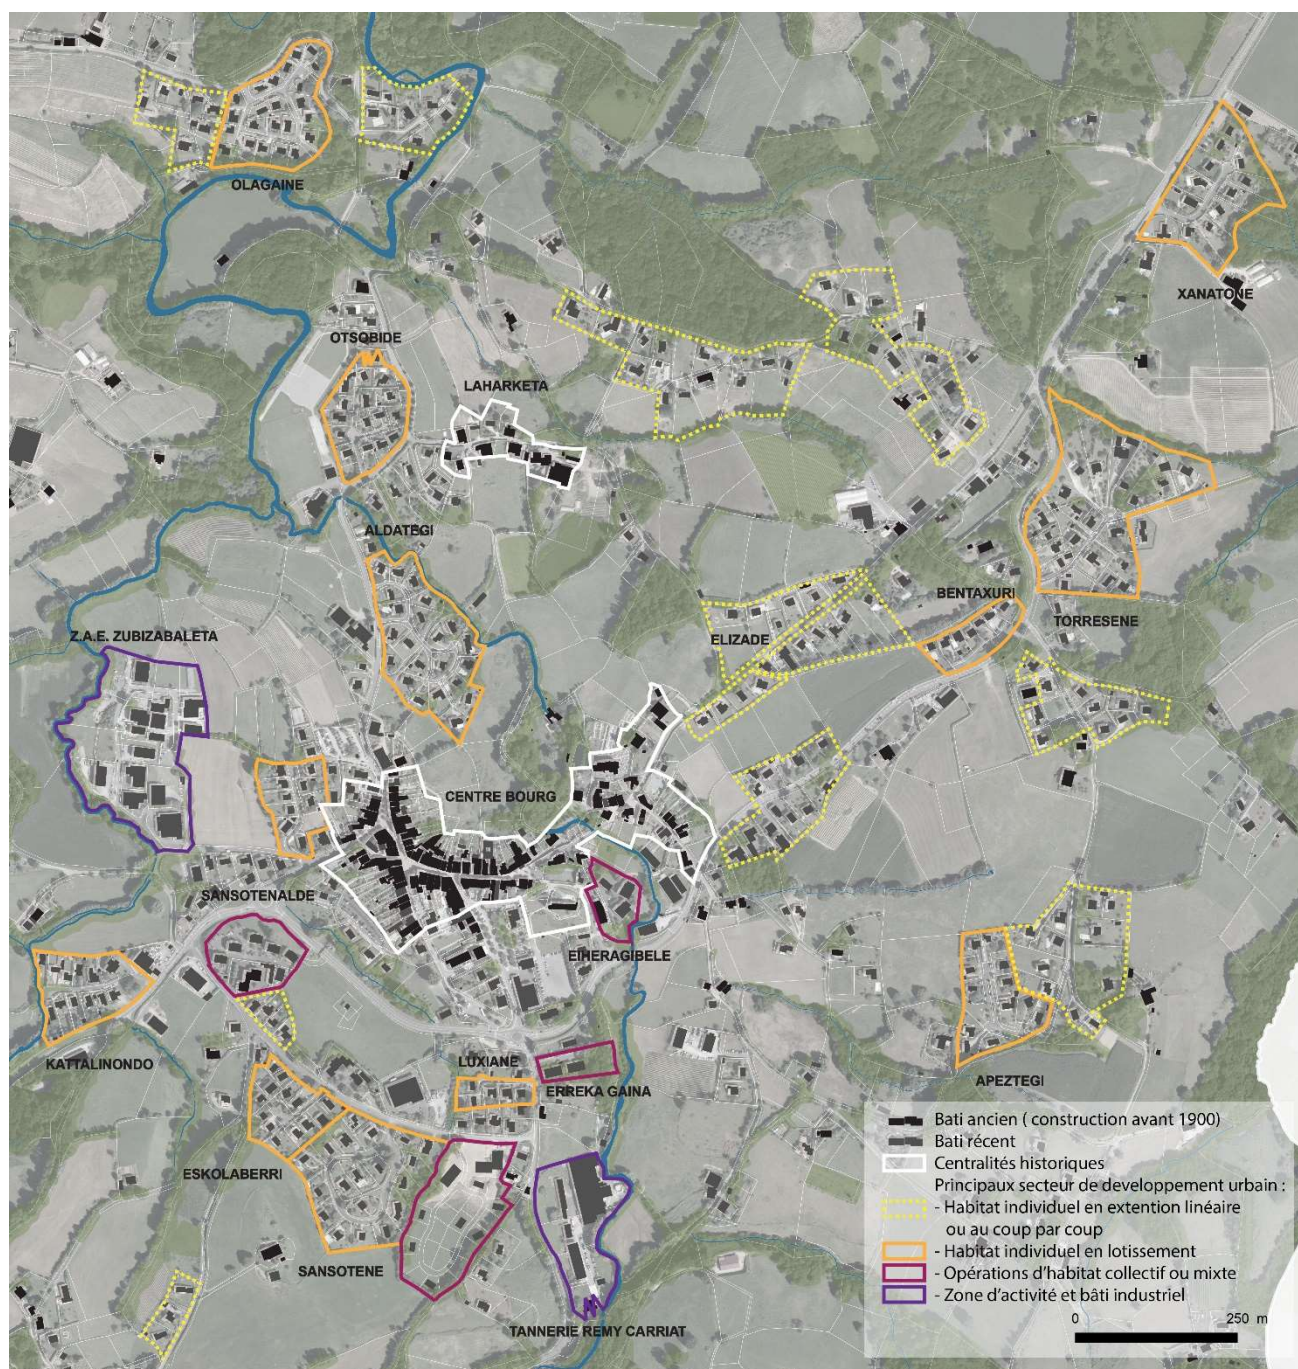 OLAGAINE
XANATONE
OTSOBIDE
LAHARKETA
ALDATEGI
BENTAXURI
TORRESENE
Z.A.E. ZUBIZABALETA
ELIZADE
CENTRE BOURG
SANSOTENALDE
EIHERAGIBELE
KATTALINONDO
LUXIANE
ERREKA GAINA
APEZTEGI
ESKOLABERRI
SANSOTENE
TANNERIE REMY CARRIAT
Bati ancien ( construction avant 1900)
Bati récent
Centralités historiques
Principaux secteur de developpement urbain :
- Habitat individuel en extention linéaire
ou au coup par coup
- Habitat individuel en lotissement
- Opérations d'habitat collectif ou mixte
- Zone d'activité et bâti industriel
0 250 m